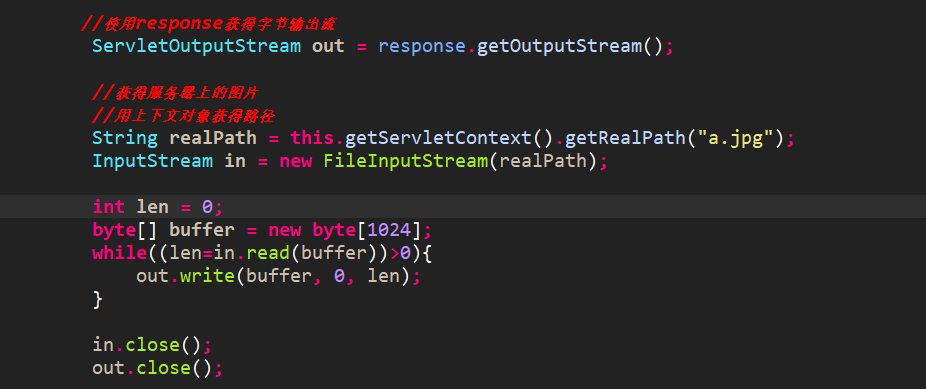 //使用response获得字节输出流
ServletOutputStream out = response.getOutputStream();
//获得服务器上的图片
//用上下文对象获得路径
String realPath = this.getServletContext().getRealPath("a.jpg");
InputStream in = new FileInputStream(realPath);
int len = 0;
byte[] buffer = new byte[1024];
while((len=in.read(buffer))>0){
out.write(buffer, 0, len);
}
in.close();
out.close();